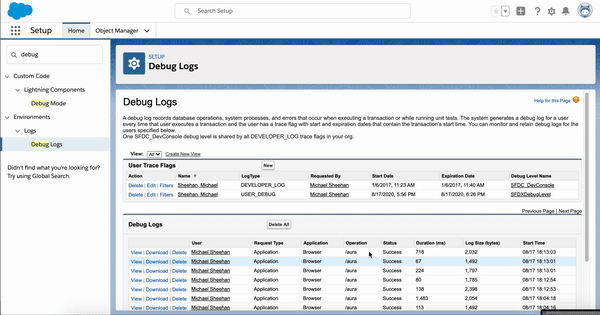 Search Setup
Setup
Home
Object Manager
debug
Custom Code
Lightning Components
Debug Mode
Environments
Logs
Debug Logs
Didn't find what you're looking for?
Try using Global Search.
SETUP
Debug Logs
Debug Logs
Help for this Page
A debug log records database operations, system processes, and errors that occur when executing a transaction or while running unit tests. The system generates a debug log for a user
every time that user executes a transaction and the user has a trace flag with start and expiration dates that contain the transaction's start time. You can monitor and retain debug logs for the
users specified below.
One SFDC_DevConsole debug level is shared by all DEVELOPER_LOG trace flags in your org.
View: All Create New View
User Trace Flags New
Action Name LogType Requested By Start Date Expiration Date Debug Level Name
Delete | Edit | Filters Sheehan, Michael DEVELOPER_LOG Michael Sheehan 1/6/2017, 11:23 AM 1/6/2017, 11:40 AM SFDC_DevConsole
Delete | Edit | Filters Sheehan, Michael USER_DEBUG Michael Sheehan 8/17/2020, 5:56 PM 8/17/2020, 6:26 PM SFDXDebugLevel
Previous Page | Next Page
Debug Logs Delete All
User Request Type Application Operation Status Duration (ms) Log Size (bytes) Start Time
View | Download | Delete Michael Sheehan Application Browser /aura Success 718 2,032 08/17 18:13:03
View | Download | Delete Michael Sheehan Application Browser /aura Success 67 1,492 08/17 18:13:01
View | Download | Delete Michael Sheehan Application Browser /aura Success 224 1,797 08/17 18:13:01
View | Download | Delete Michael Sheehan Application Browser /aura Success 80 1,785 08/17 18:12:54
View | Download | Delete Michael Sheehan Application Browser /aura Success 138 2,398 08/17 18:12:53
View | Download | Delete Michael Sheehan Application Browser /aura Success 1,483 2,054 08/17 18:04:18
View | Download | Delete Michael Sheehan Application Browser /aura Success 113 1,492 08/17 18:04:16